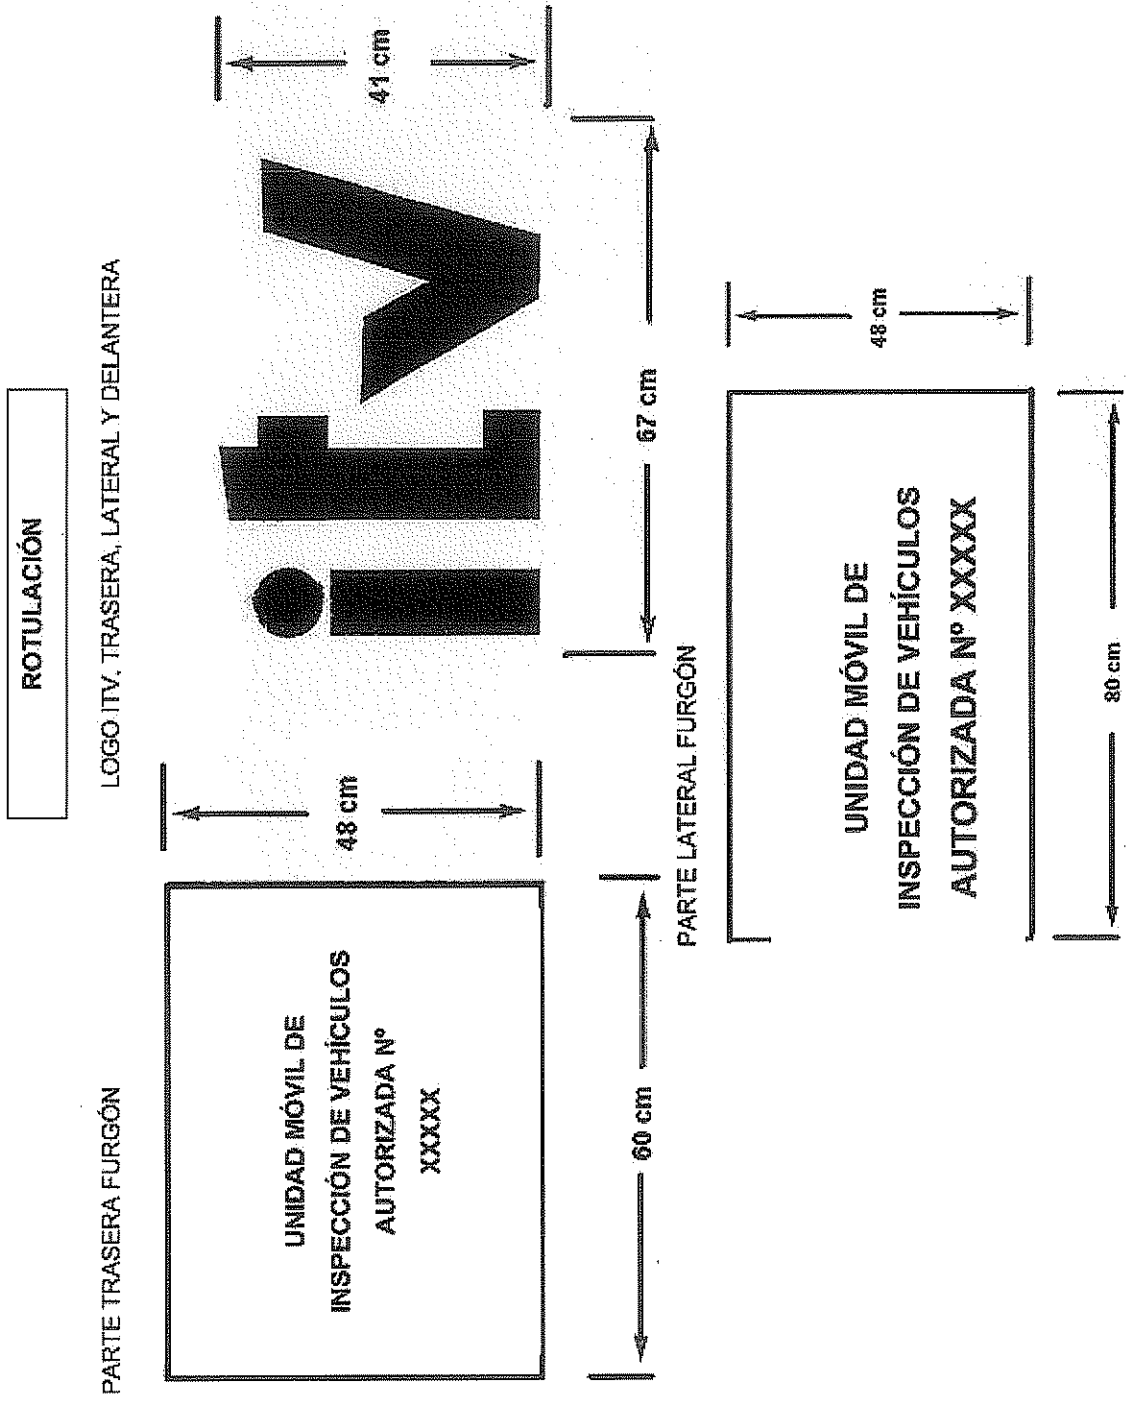 ROTULACIÓN
PARTE TRASERA FURGÓN
LOGO ITV. TRASERA, LATERAL Y DELANTERA
UNIDAD MÓVIL DE
INSPECCIÓN DE VEHÍCULOS
AUTORIZADA Nº
XXXXX
48 cm
60 cm
itv
41 cm
67 cm
PARTE LATERAL FURGÓN
UNIDAD MÓVIL DE
INSPECCIÓN DE VEHÍCULOS
AUTORIZADA Nº XXXXX
48 cm
80 cm